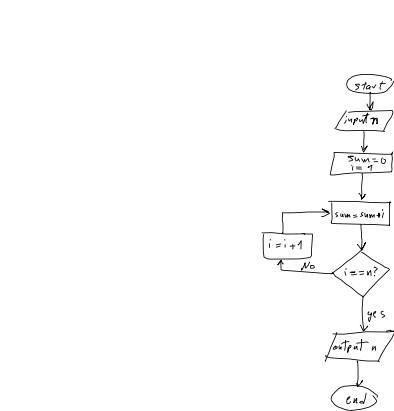 start
input n
sum=0
i=1
sum=sum+i
i=i+1
No
i==n?
yes
output n
end